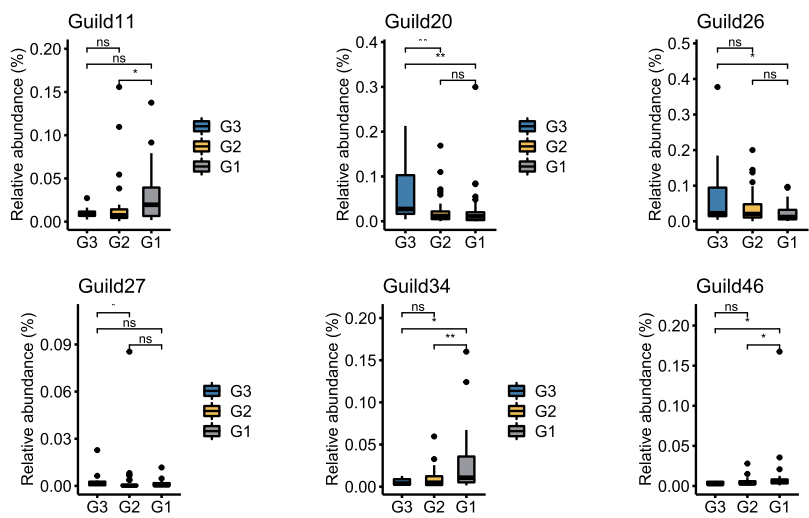 Guild11
Relative abundance (%)
0.20
0.15
0.10
0.05
0.00
ns
ns
*
G3 G2 G1
G3
G2
G1
Guild20
Relative abundance (%)
0.4
0.3
0.2
0.1
0.0
**
ns
G3 G2 G1
G3
G2
G1
Guild26
Relative abundance (%)
0.5
0.4
0.3
0.2
0.1
0.0
ns
*
ns
G3 G2 G1
Guild27
Relative abundance (%)
0.09
0.06
0.03
0.00
ns
ns
G3 G2 G1
G3
G2
G1
Guild34
Relative abundance (%)
0.20
0.15
0.10
0.05
0.00
ns
*
**
G3 G2 G1
G3
G2
G1
Guild46
Relative abundance (%)
0.20
0.15
0.10
0.05
0.00
ns
*
*
G3 G2 G1